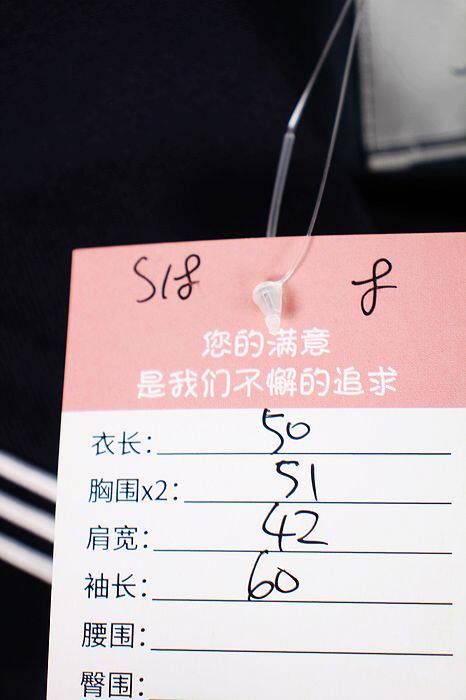 S18 8
您的满意
是我们不懈的追求
衣长: 50
胸围x2: 51
肩宽: 42
袖长: 60
腰围:
臀围: